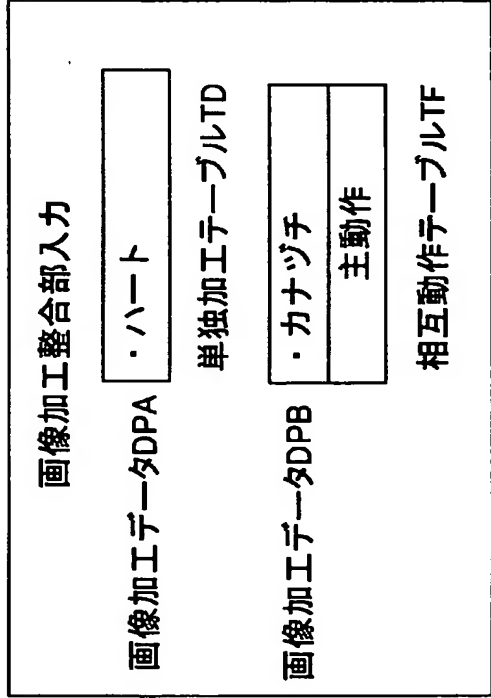 画像加工整合部入力
画像加工データDPA
・ハート
単独加工テーブルTD
画像加工データDPB
・カナヅチ
主動作
相互動作テーブルTF